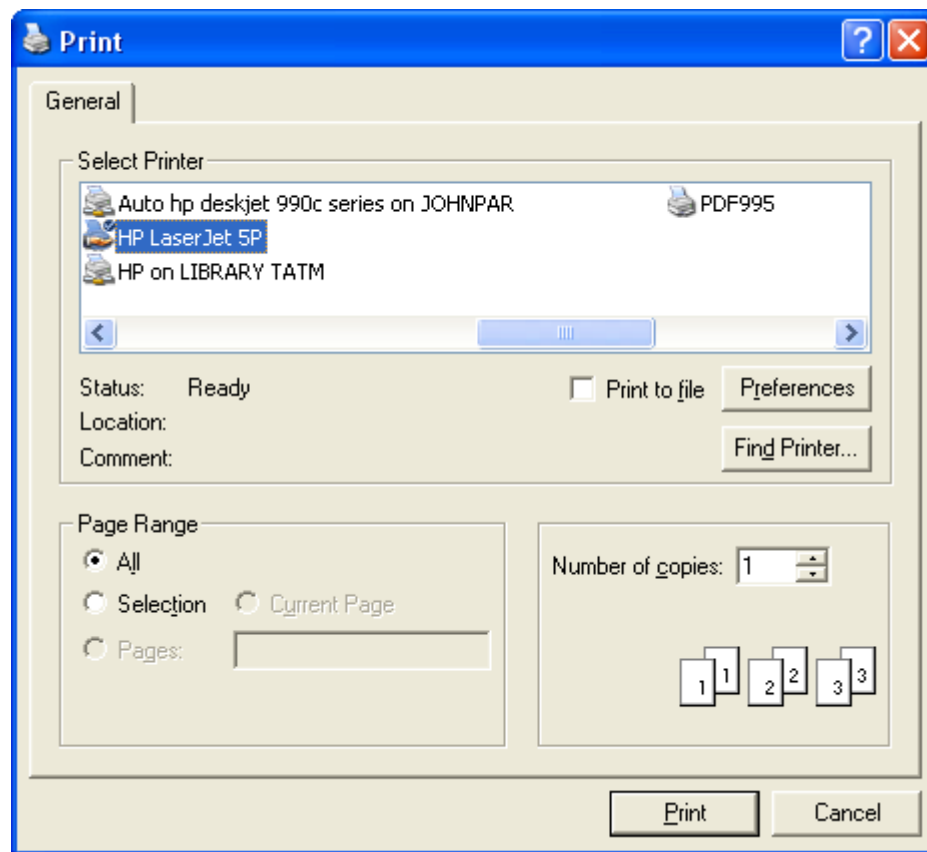 Print
General
Select Printer
Auto hp deskjet 990c series on JOHNPAR PDF995
HP LaserJet 5P
HP on LIBRARY TATM
Status: Ready Print to file Preferences
Location:
Comment: Find Printer...
Page Range
All
Selection Current Page
Pages:
Number of copies: 1
1 1 2 2 3 3
Print Cancel